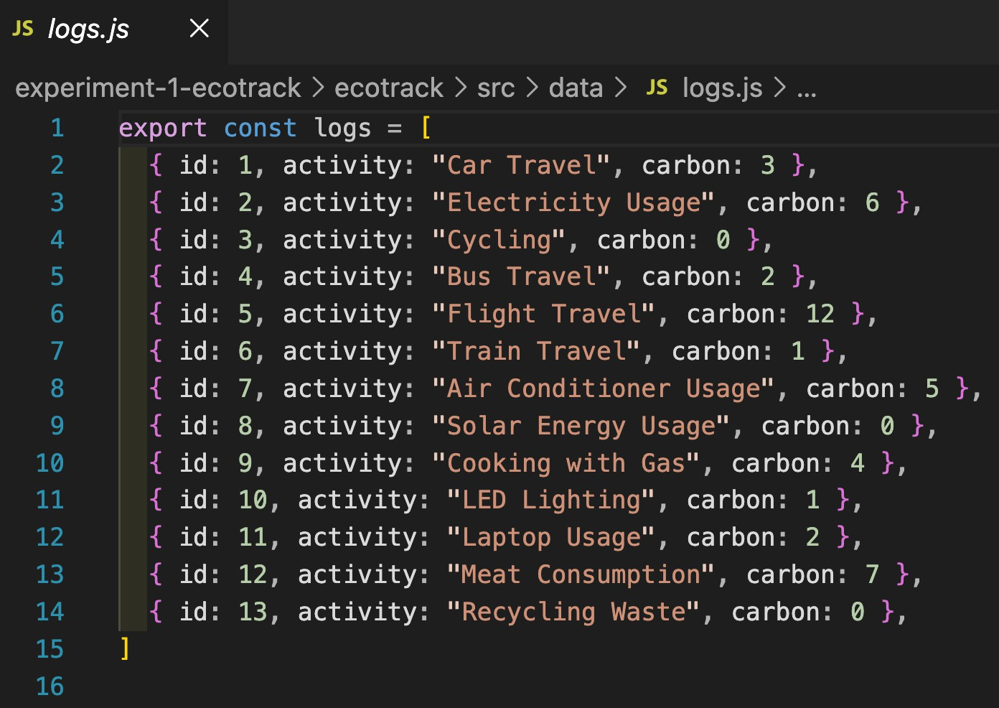 JS logs.js
experiment-1-ecotrack > ecotrack > src > data > JS logs.js > ...
1 export const logs = [
2 { id: 1, activity: "Car Travel", carbon: 3 },
3 { id: 2, activity: "Electricity Usage", carbon: 6 },
4 { id: 3, activity: "Cycling", carbon: 0 },
5 { id: 4, activity: "Bus Travel", carbon: 2 },
6 { id: 5, activity: "Flight Travel", carbon: 12 },
7 { id: 6, activity: "Train Travel", carbon: 1 },
8 { id: 7, activity: "Air Conditioner Usage", carbon: 5 },
9 { id: 8, activity: "Solar Energy Usage", carbon: 0 },
10 { id: 9, activity: "Cooking with Gas", carbon: 4 },
11 { id: 10, activity: "LED Lighting", carbon: 1 },
12 { id: 11, activity: "Laptop Usage", carbon: 2 },
13 { id: 12, activity: "Meat Consumption", carbon: 7 },
14 { id: 13, activity: "Recycling Waste", carbon: 0 },
15 ]
16